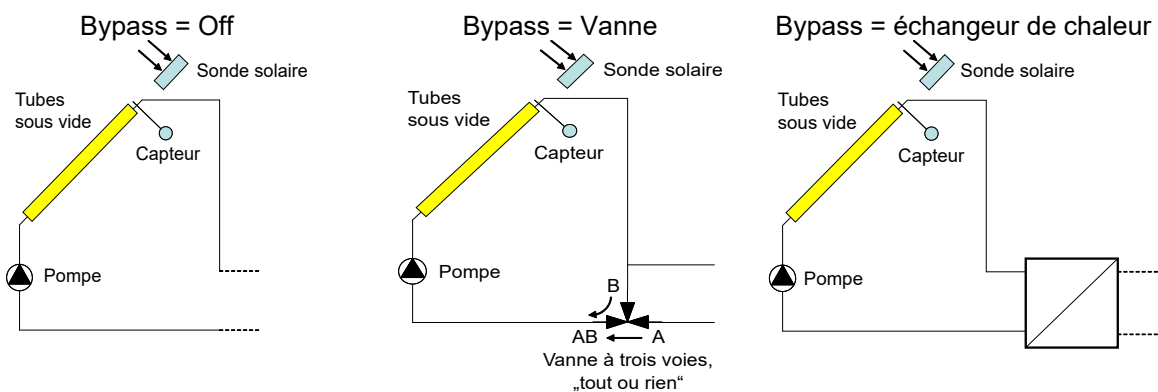 Bypass = Off
Sonde solaire
Tubes
sous vide
Capteur
Pompe
Bypass = Vanne
Sonde solaire
Tubes
sous vide
Capteur
Pompe
B
AB
A
Vanne à trois voies,
„tout ou rien“
Bypass = échangeur de chaleur
Sonde solaire
Tubes
sous vide
Capteur
Pompe